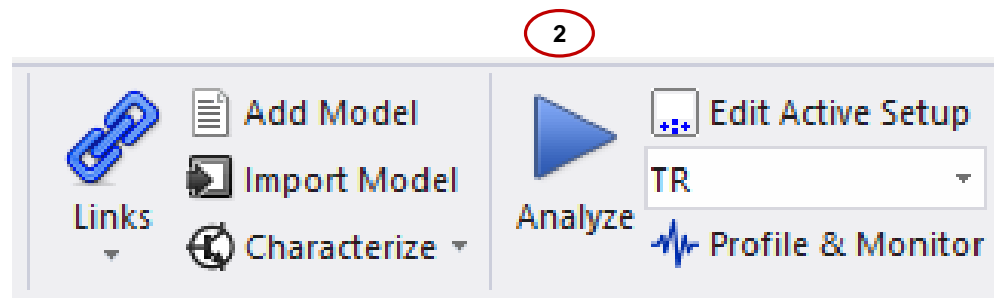 2
Links
Add Model
Import Model
Characterize
Analyze
Edit Active Setup
TR
Profile & Monitor